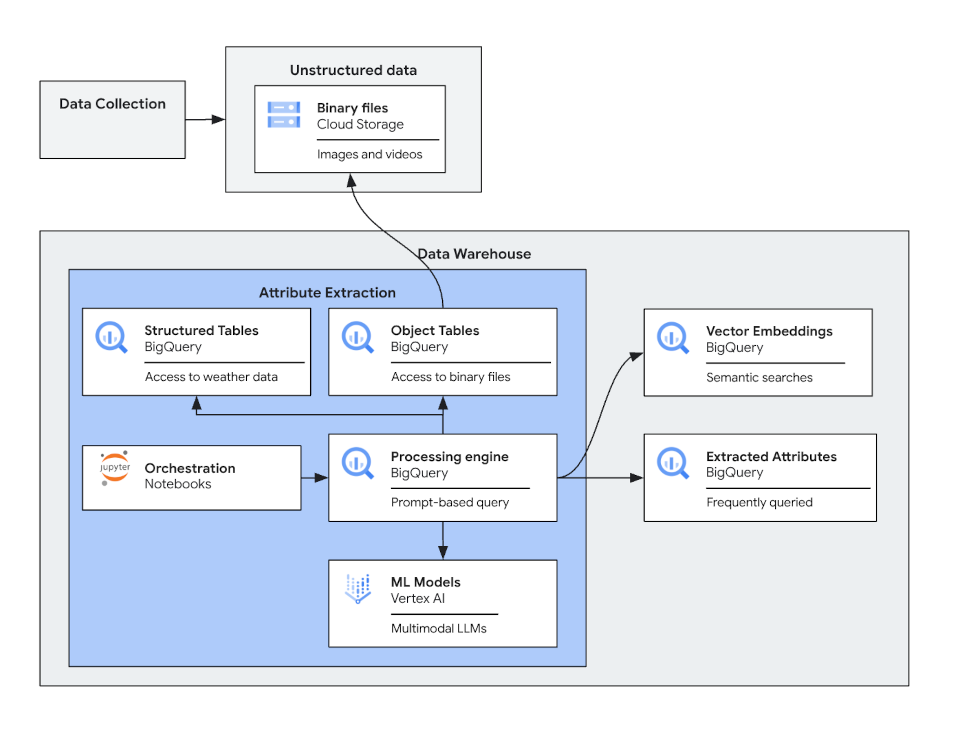 Unstructured data
Data Collection
Binary files
Cloud Storage
Images and videos
Data Warehouse
Attribute Extraction
Structured Tables
BigQuery
Access to weather data
Object Tables
BigQuery
Access to binary files
Vector Embeddings
BigQuery
Semantic searches
jupyter
Orchestration
Notebooks
Processing engine
BigQuery
Prompt-based query
Extracted Attributes
BigQuery
Frequently queried
ML Models
Vertex AI
Multimodal LLMs